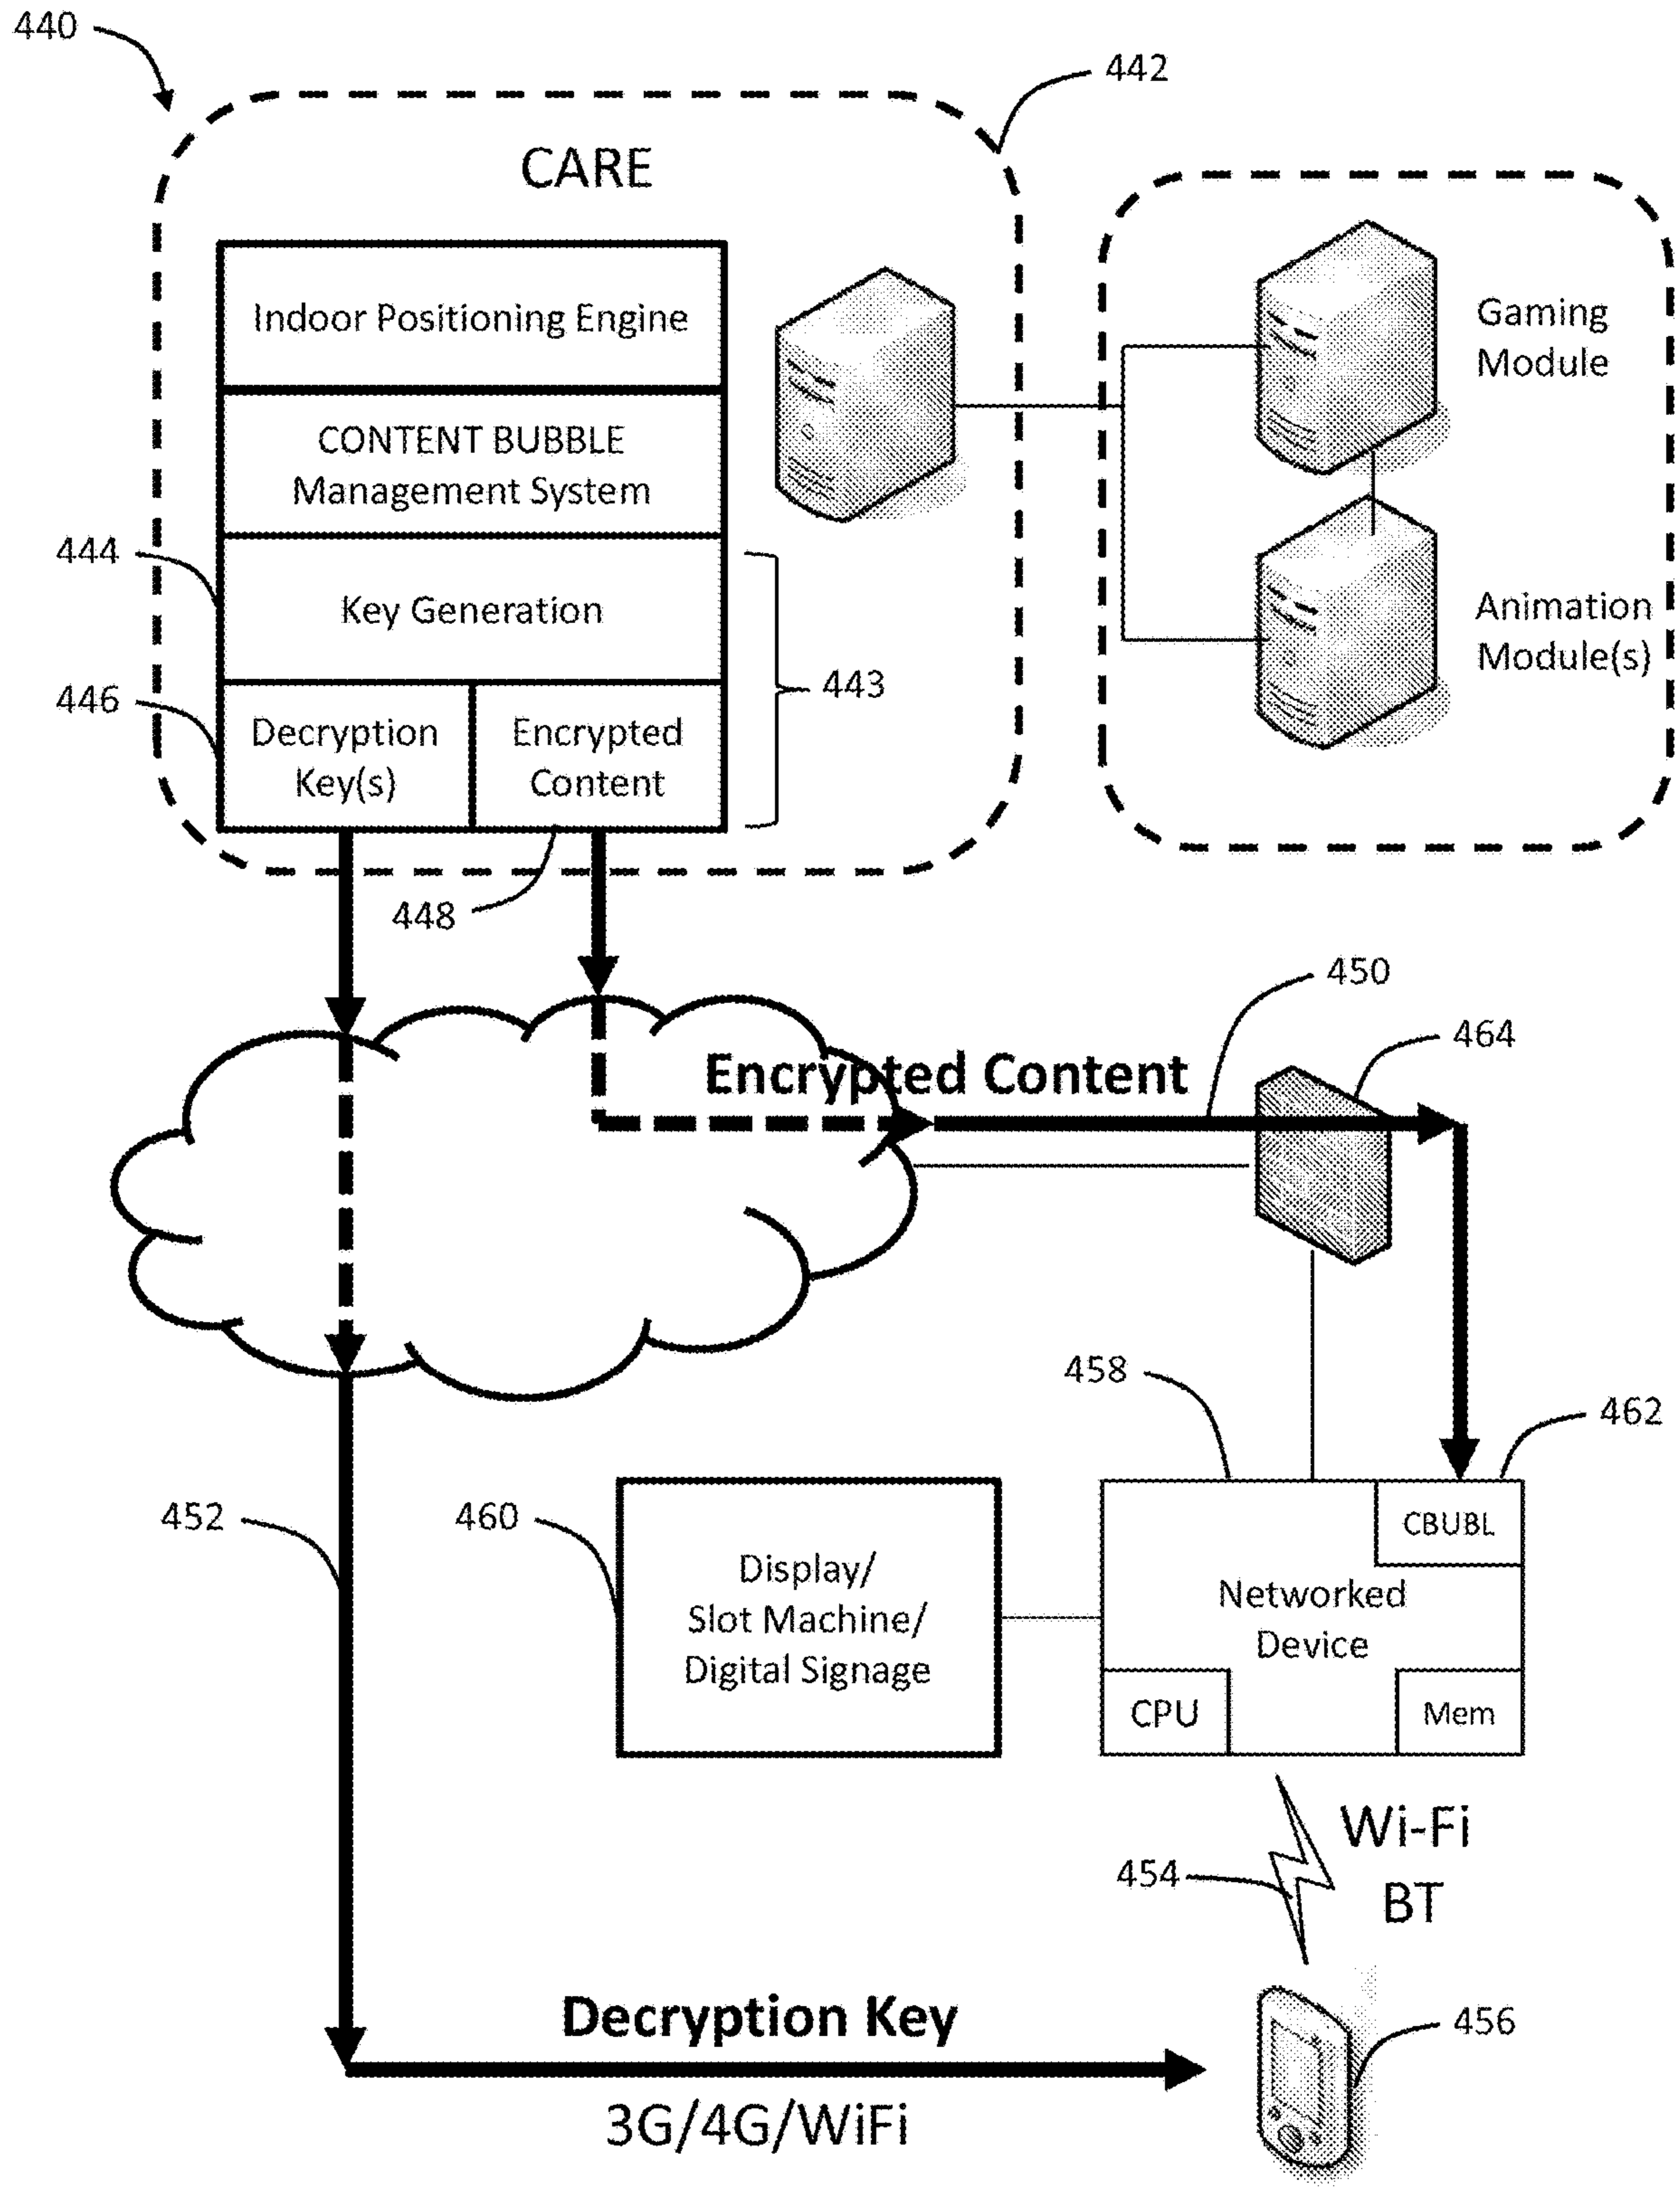 440
442
CARE
Indoor Positioning Engine
Gaming
Module
CONTENT BUBBLE
Management System
444
Key Generation
Animation
Module(s)
443
446
Decryption
Key(s)
Encrypted
Content
448
450
464
Encrypted Content
458
462
452
460
CBUBL
Display/
Slot Machine/
Digital Signage
Networked
Device
CPU
Mem
Wi-Fi
454
BT
Decryption Key
456
3G/4G/WiFi